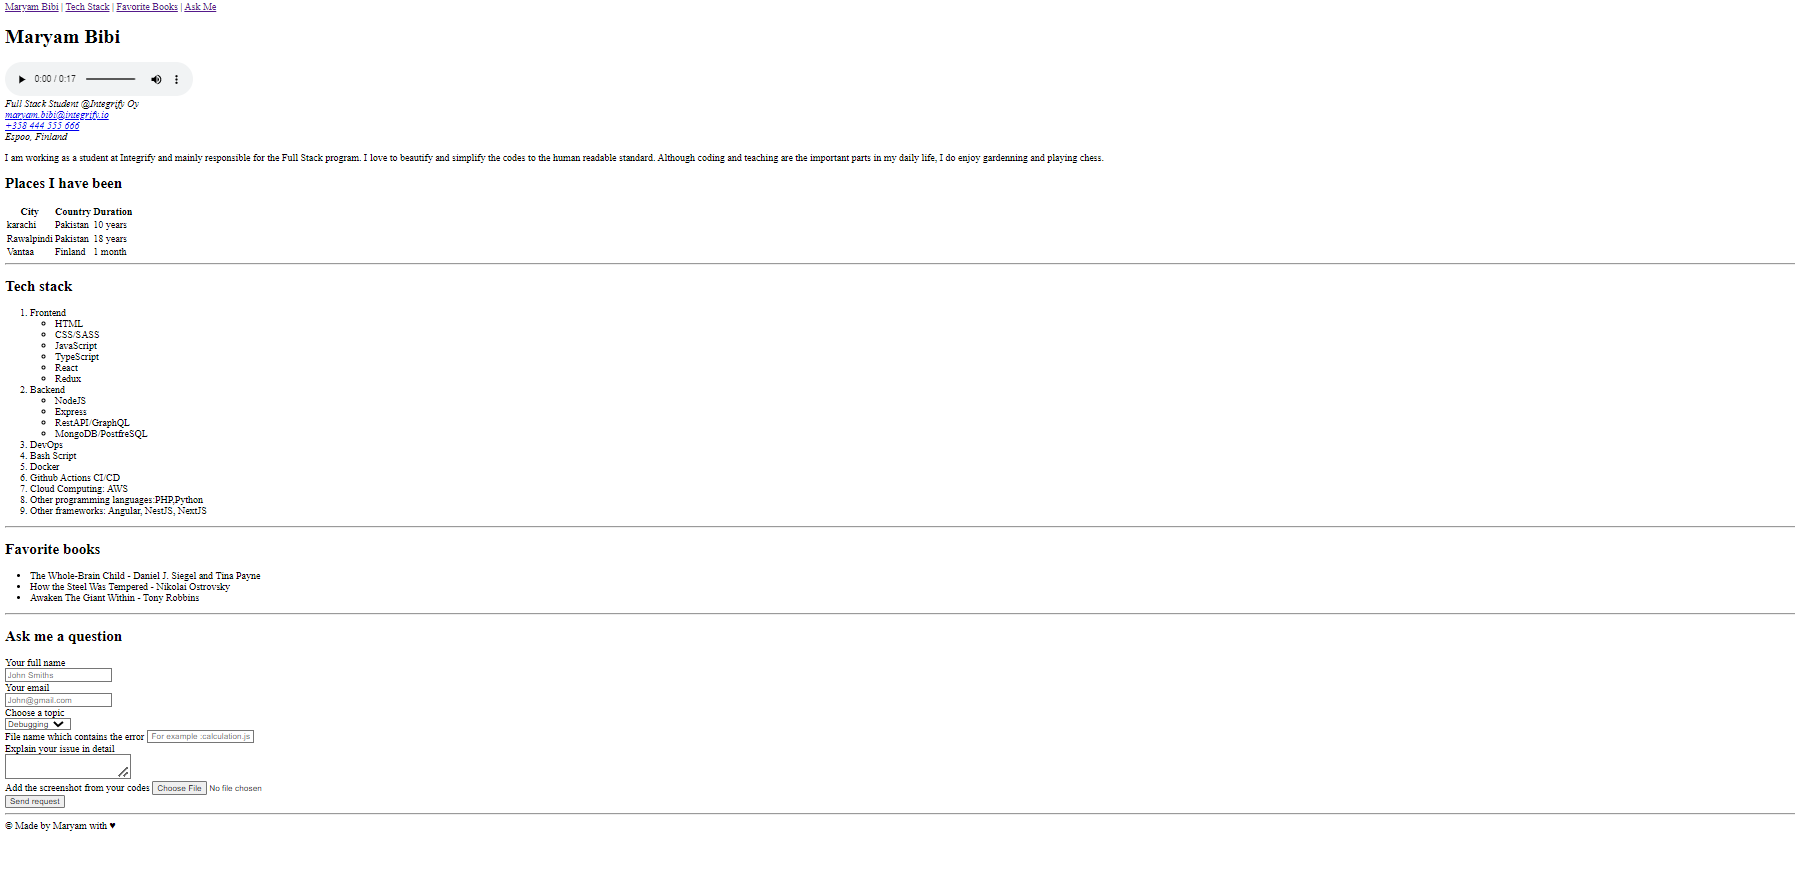 Maryam Bibi | Tech Stack | Favorite Books | Ask Me
Maryam Bibi
0:00 / 0:17
Full Stack Student @Integrify Oy
maryam.bibi@integrify.io
+358 444 555 666
Espoo, Finland
I am working as a student at Integrify and mainly responsible for the Full Stack program. I love to beautify and simplify the codes to the human readable standard. Although coding and teaching are the important parts in my daily life, I do enjoy gardenning and playing chess.
Places I have been
City Country Duration
karachi Pakistan 10 years
Rawalpindi Pakistan 18 years
Vantaa Finland 1 month
Tech stack
1. Frontend
HTML
CSS/SASS
JavaScript
TypeScript
React
Redux
2. Backend
NodeJS
Express
RestAPI/GraphQL
MongoDB/PostfreSQL
3. DevOps
4. Bash Script
5. Docker
6. Github Actions CI/CD
7. Cloud Computing: AWS
8. Other programming languages:PHP,Python
9. Other frameworks: Angular, NestJS, NextJS
Favorite books
The Whole-Brain Child - Daniel J. Siegel and Tina Payne
How the Steel Was Tempered - Nikolai Ostrovsky
Awaken The Giant Within - Tony Robbins
Ask me a question
Your full name
John Smiths
Your email
John@gmail.com
Choose a topic
Debugging
File name which contains the error For example :calculation.js
Explain your issue in detail
Add the screenshot from your codes Choose File No file chosen
Send request
© Made by Maryam with ♥